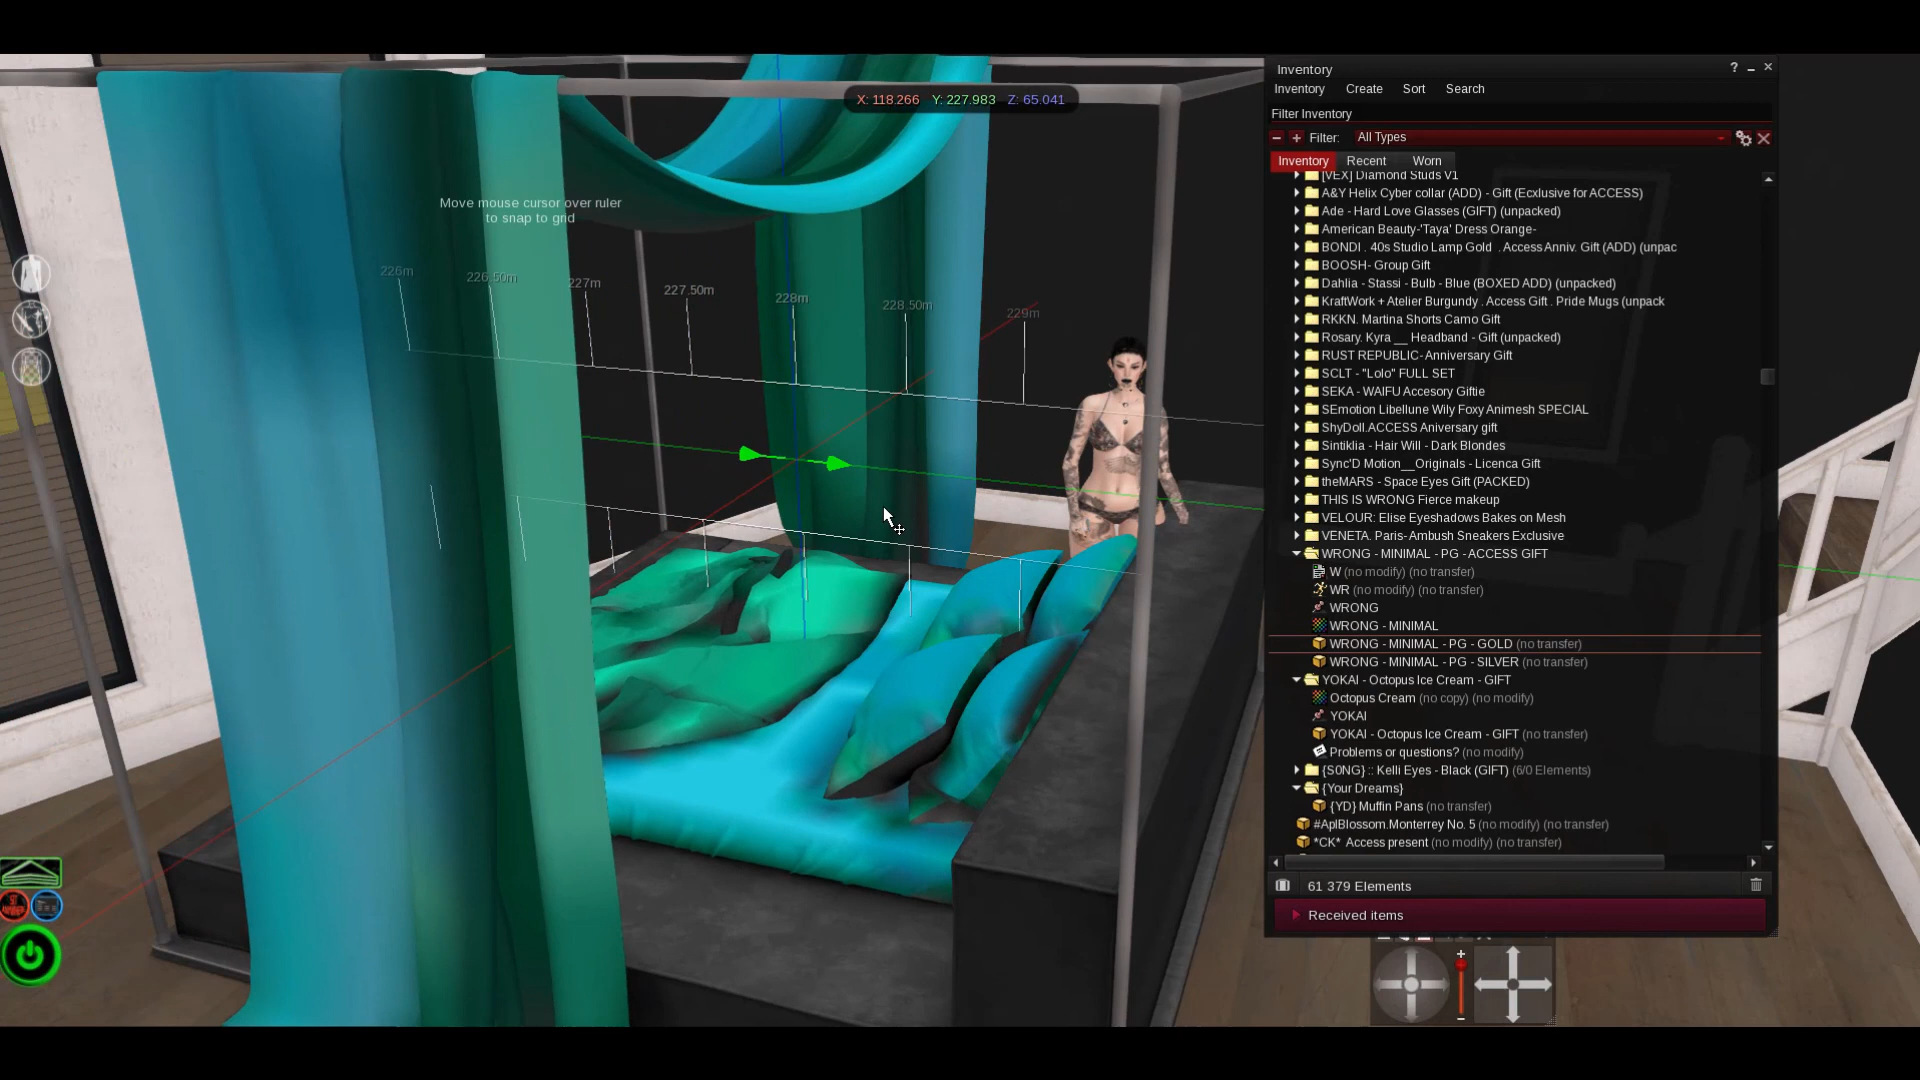 Inventory
? _ ×
Inventory Create Sort Search
Filter Inventory
Filter: All Types
Inventory Recent Worn
[VEX] Diamond Studs V1
A&Y Helix Cyber collar (ADD) - Gift (Ecxlusive for ACCESS)
Ade - Hard Love Glasses (GIFT) (unpacked)
American Beauty-'Taya' Dress Orange-
BONDI . 40s Studio Lamp Gold . Access Anniv. Gift (ADD) (unpac
BOOSH- Group Gift
Dahlia - Stassi - Bulb - Blue (BOXED ADD) (unpacked)
KraftWork + Atelier Burgundy . Access Gift . Pride Mugs (unpack
RKKN. Martina Shorts Camo Gift
Rosary. Kyra __ Headband - Gift (unpacked)
RUST REPUBLIC- Anniversary Gift
SCLT - "Lolo" FULL SET
SEKA - WAIFU Accesory Giftie
SEmotion Libellune Wily Foxy Animesh SPECIAL
ShyDoll.ACCESS Aniversary gift
Sintiklia - Hair Will - Dark Blondes
Sync'D Motion__Originals - Licenca Gift
theMARS - Space Eyes Gift (PACKED)
THIS IS WRONG Fierce makeup
VELOUR: Elise Eyeshadows Bakes on Mesh
VENETA. Paris- Ambush Sneakers Exclusive
WRONG - MINIMAL - PG - ACCESS GIFT
W (no modify) (no transfer)
WR (no modify) (no transfer)
WRONG
WRONG - MINIMAL
WRONG - MINIMAL - PG - GOLD (no transfer)
WRONG - MINIMAL - PG - SILVER (no transfer)
YOKAI - Octopus Ice Cream - GIFT
Octopus Cream (no copy) (no modify)
YOKAI
YOKAI - Octopus Ice Cream - GIFT (no transfer)
Problems or questions? (no modify)
{S0NG} :: Kelli Eyes - Black (GIFT) (6/0 Elements)
{Your Dreams}
{YD} Muffin Pans (no transfer)
#AplBlossom.Monterrey No. 5 (no modify) (no transfer)
*CK* Access present (no modify) (no transfer)
61 379 Elements
Received items
X: 118.266 Y: 227.983 Z: 65.041
Move mouse cursor over ruler
to snap to grid
226m 226.50m 227m 227.50m 228m 228.50m 229m